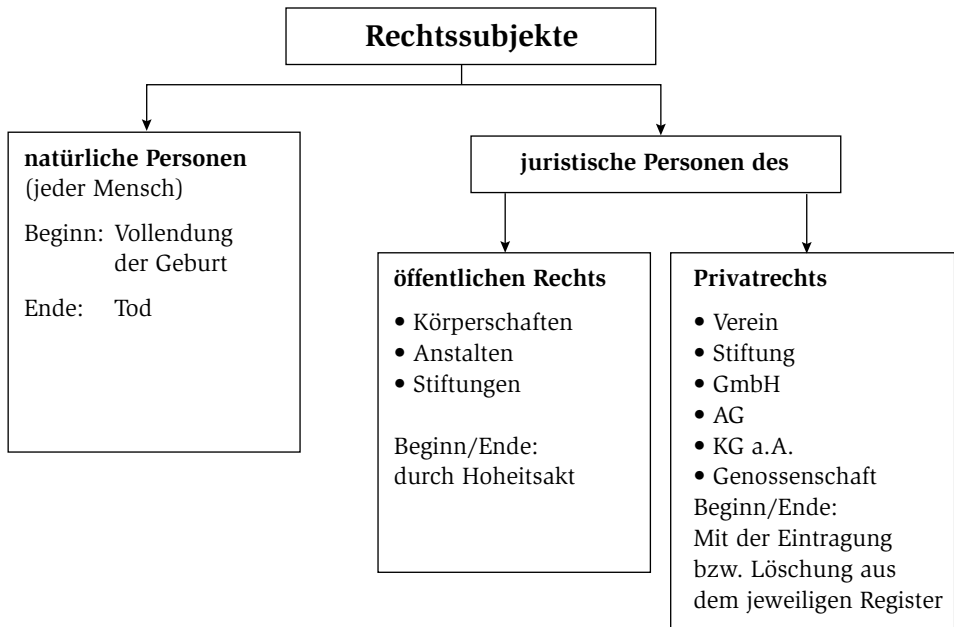 Rechtssubjekte
natürliche Personen
(jeder Mensch)
Beginn: Vollendung
der Geburt
Ende: Tod
juristische Personen des
öffentlichen Rechts
• Körperschaften
• Anstalten
• Stiftungen
Beginn/Ende:
durch Hoheitsakt
Privatrechts
• Verein
• Stiftung
• GmbH
• AG
• KG a.A.
• Genossenschaft
Beginn/Ende:
Mit der Eintragung
bzw. Löschung aus
dem jeweiligen Register